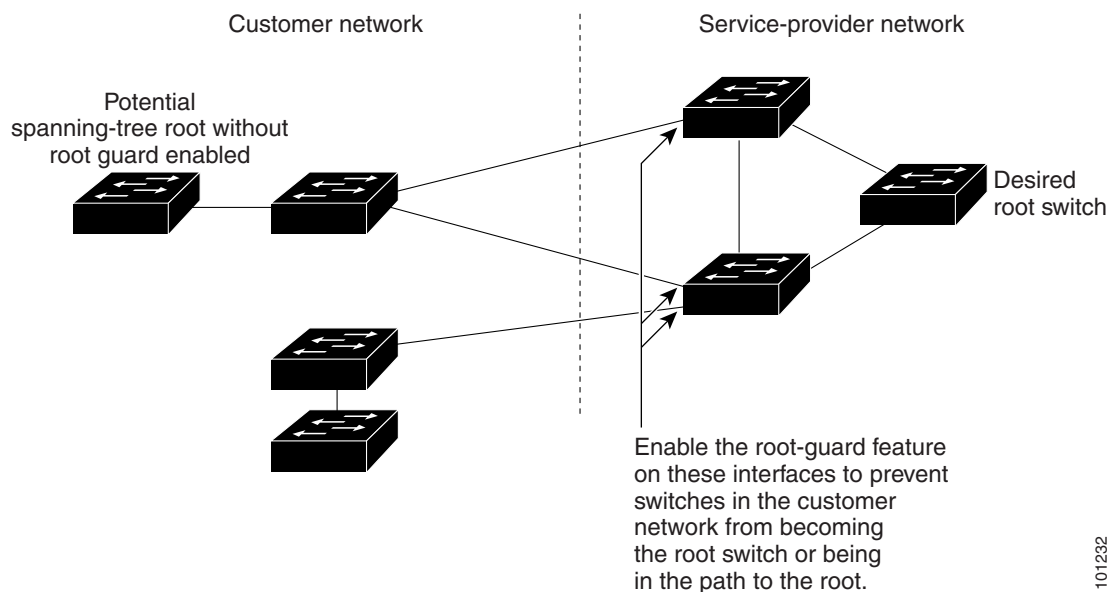 Customer network
Service-provider network
Potential
spanning-tree root without
root guard enabled
Desired
root switch
Enable the root-guard feature
on these interfaces to prevent
switches in the customer
network from becoming
the root switch or being
in the path to the root.
101232